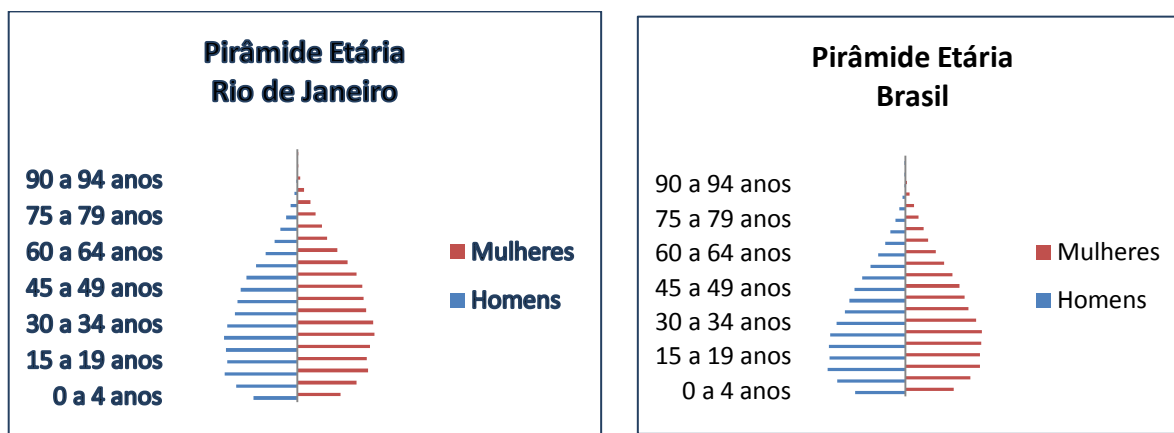 Pirâmide Etária
Rio de Janeiro
90 a 94 anos
75 a 79 anos
60 a 64 anos
45 a 49 anos
30 a 34 anos
15 a 19 anos
0 a 4 anos
Mulheres
Homens
Pirâmide Etária
Brasil
90 a 94 anos
75 a 79 anos
60 a 64 anos
45 a 49 anos
30 a 34 anos
15 a 19 anos
0 a 4 anos
Mulheres
Homens